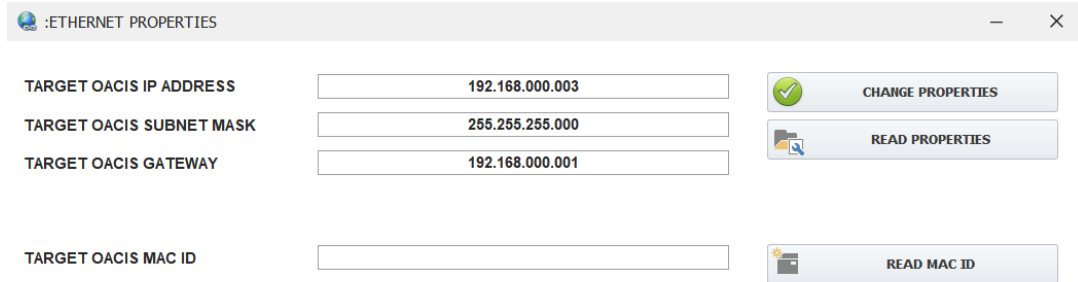 :ETHERNET PROPERTIES
TARGET OACIS IP ADDRESS 192.168.000.003 CHANGE PROPERTIES
TARGET OACIS SUBNET MASK 255.255.255.000 READ PROPERTIES
TARGET OACIS GATEWAY 192.168.000.001
TARGET OACIS MAC ID READ MAC ID